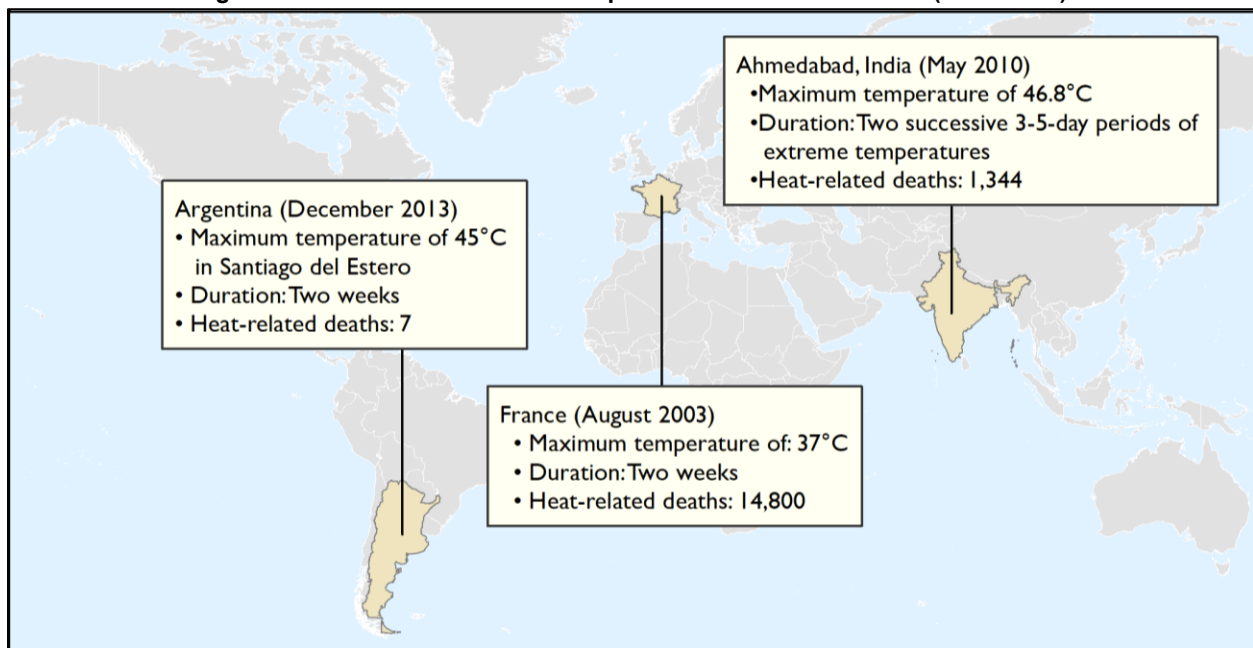 Ahmedabad, India (May 2010)
•Maximum temperature of 46.8°C
•Duration: Two successive 3-5-day periods of
extreme temperatures
•Heat-related deaths: 1,344
Argentina (December 2013)
• Maximum temperature of 45°C
in Santiago del Estero
• Duration: Two weeks
• Heat-related deaths: 7
France (August 2003)
• Maximum temperature of: 37°C
• Duration: Two weeks
• Heat-related deaths: 14,800